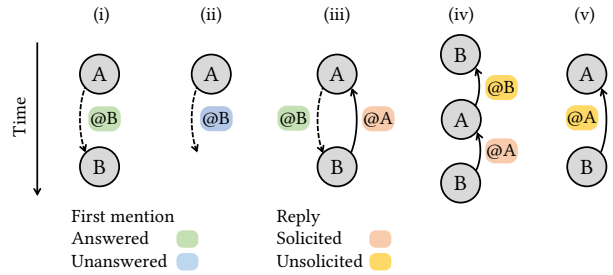 (i) (ii) (iii) (iv) (v)
B
A A A A
@B
@B @B @B @A A @A
Time
@A
B B B B
First mention Reply
Answered Solicited
Unanswered Unsolicited